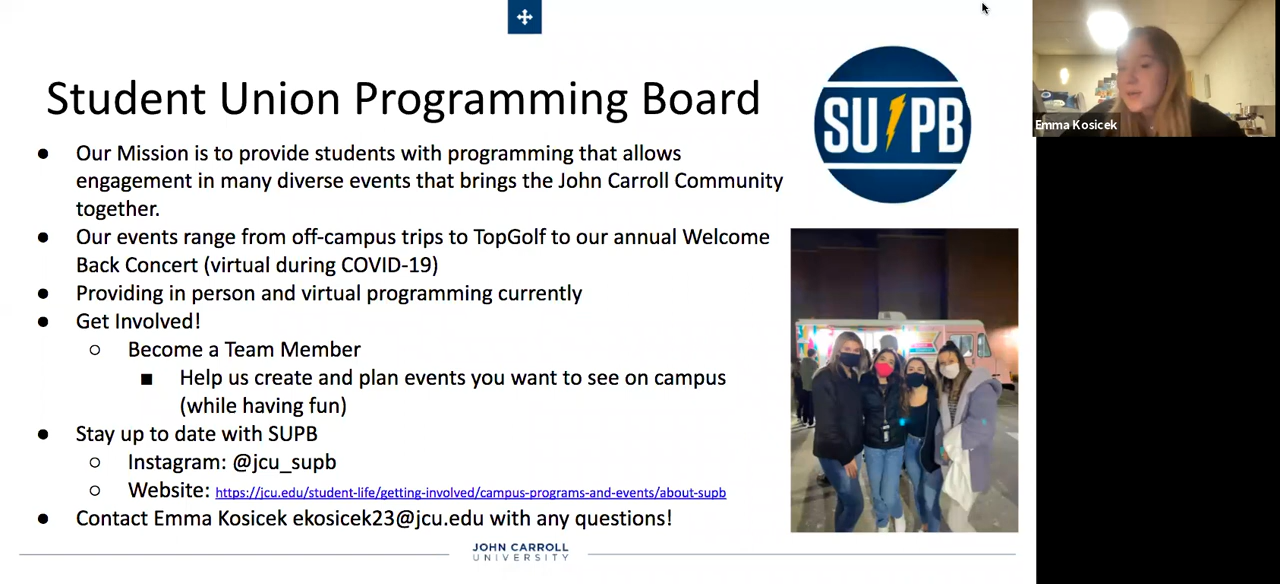 Student Union Programming Board
● Our Mission is to provide students with programming that allows
engagement in many diverse events that brings the John Carroll Community
together.
● Our events range from off-campus trips to TopGolf to our annual Welcome
Back Concert (virtual during COVID-19)
● Providing in person and virtual programming currently
● Get Involved!
○ Become a Team Member
■ Help us create and plan events you want to see on campus
(while having fun)
● Stay up to date with SUPB
○ Instagram: @jcu_supb
○ Website: https://jcu.edu/student-life/getting-involved/campus-programs-and-events/about-supb
● Contact Emma Kosicek ekosicek23@jcu.edu with any questions!
SU PB
Emma Kosicek
JOHN CARROLL
UNIVERSITY